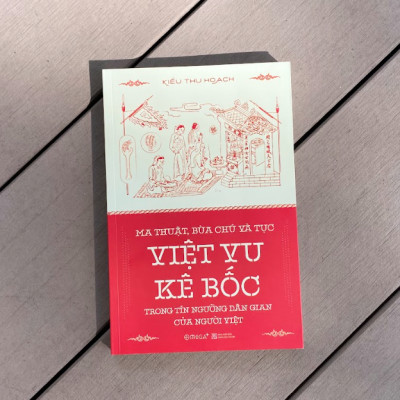 KIỀU THU HOẠCH
MA THUẬT, BÙA CHÚ VÀ TỤC
VIỆT VU
KÊ BỐC
TRONG TÍN NGƯỠNG DÂN GIAN
CỦA NGƯỜI VIỆT
OMEGA+